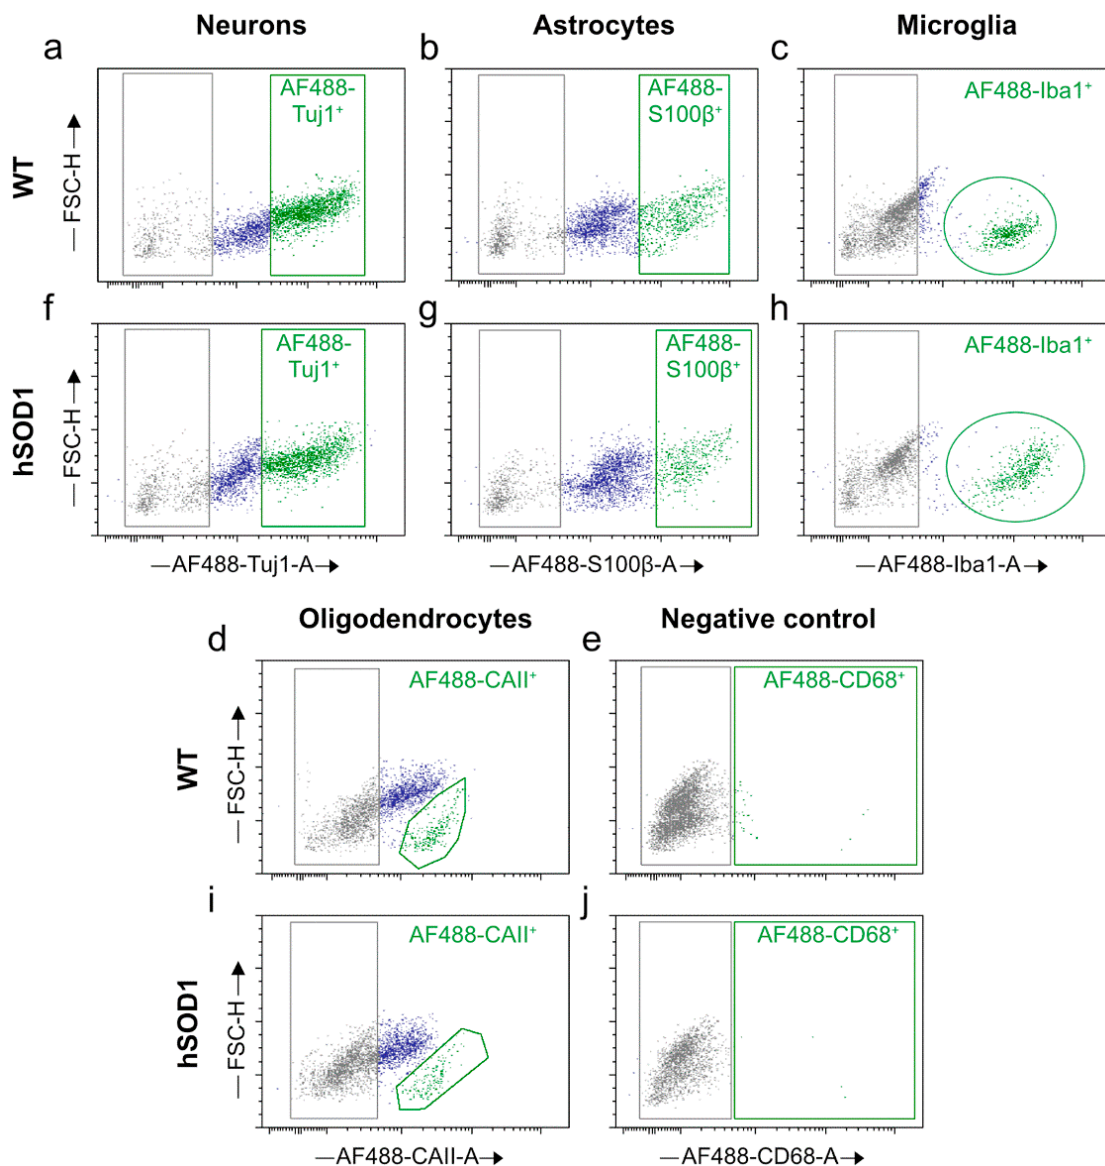 Neurons
Astrocytes
Microglia
a
b
c
WT
— FSC-H →
AF488-
Tuj1⁺
AF488-
S100β⁺
AF488-Iba1⁺
f
g
h
hSOD1
— FSC-H →
AF488-
Tuj1⁺
AF488-
S100β⁺
AF488-Iba1⁺
—AF488-Tuj1-A→
—AF488-S100β-A→
—AF488-Iba1-A→
Oligodendrocytes
Negative control
d
e
WT
— FSC-H →
AF488-CAII⁺
AF488-CD68⁺
i
j
hSOD1
— FSC-H →
AF488-CAII⁺
AF488-CD68⁺
—AF488-CAII-A→
—AF488-CD68-A→